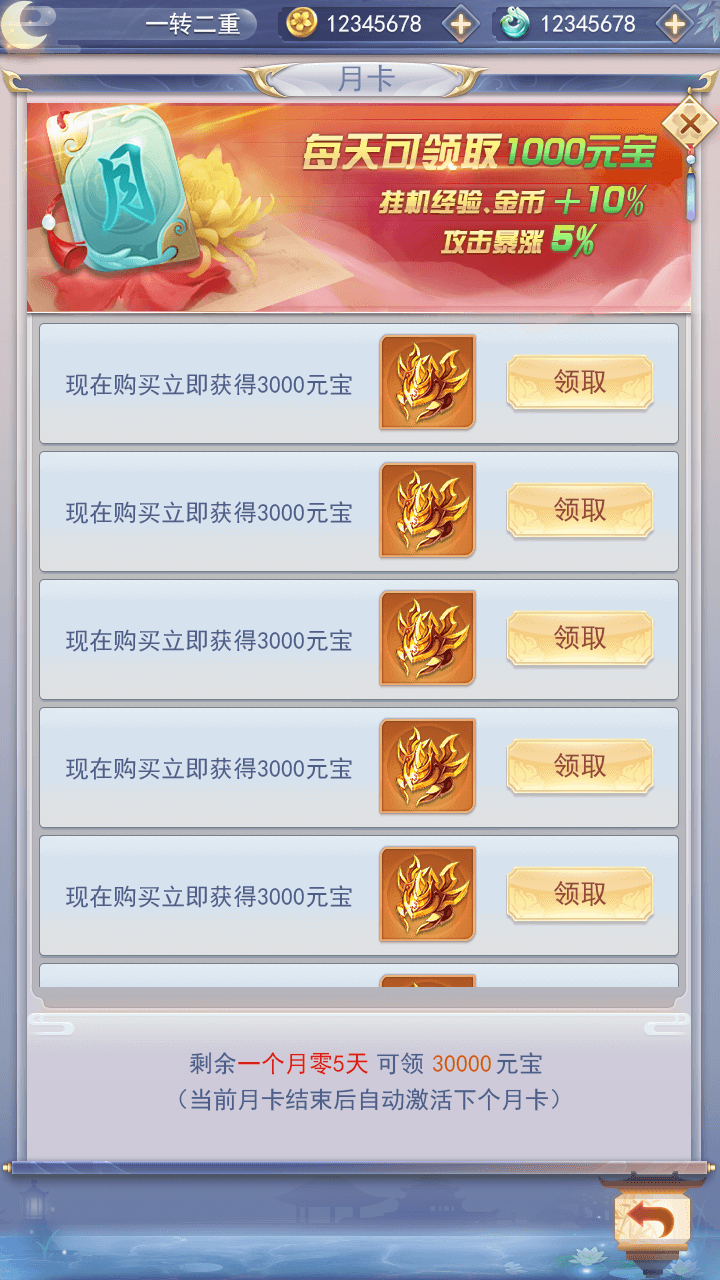 一转二重 12345678 12345678
月卡
月
每天可领取1000元宝
挂机经验、金币＋10%
攻击暴涨5%
现在购买立即获得3000元宝 领取
现在购买立即获得3000元宝 领取
现在购买立即获得3000元宝 领取
现在购买立即获得3000元宝 领取
现在购买立即获得3000元宝 领取
剩余一个月零5天 可领 30000元宝
（当前月卡结束后自动激活下个月卡）